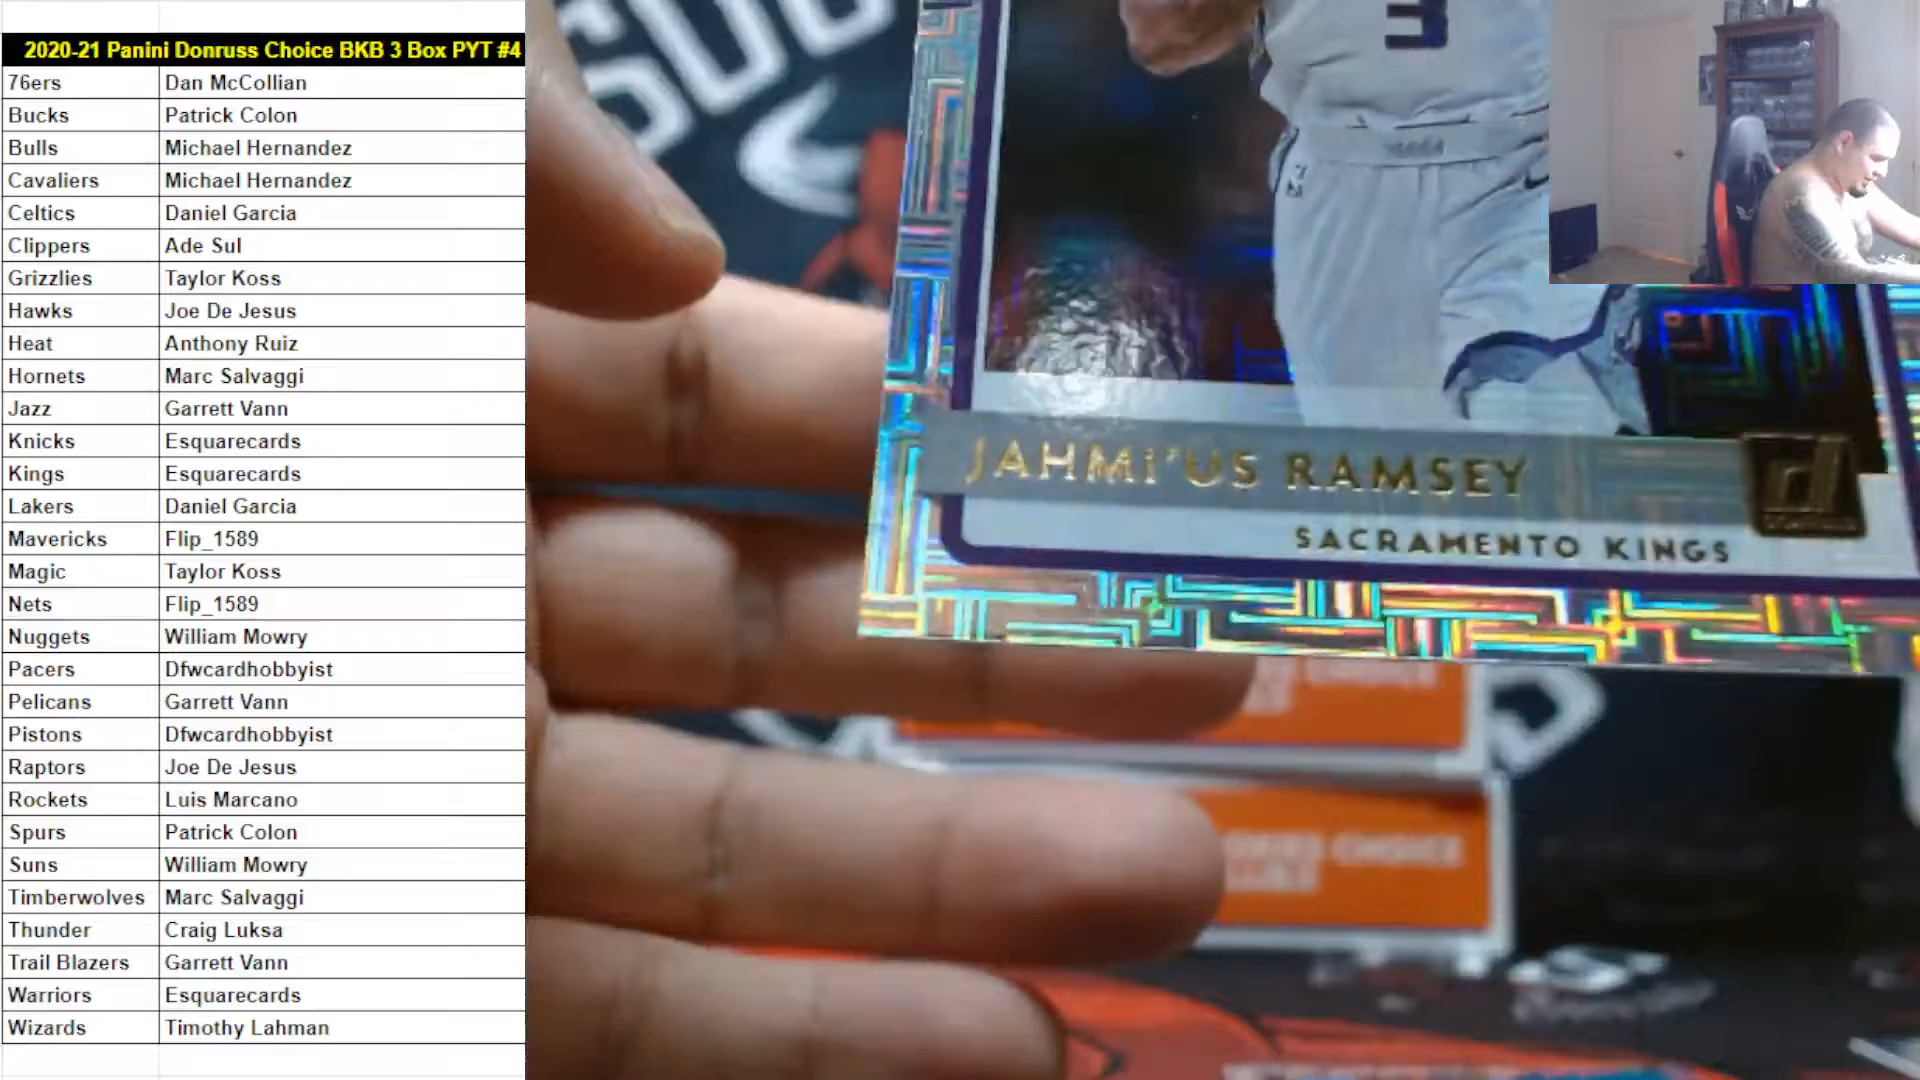 2020-21 Panini Donruss Choice BKB 3 Box PYT #4
76ers Dan McCollian
Bucks Patrick Colon
Bulls Michael Hernandez
Cavaliers Michael Hernandez
Celtics Daniel Garcia
Clippers Ade Sul
Grizzlies Taylor Koss
Hawks Joe De Jesus
Heat Anthony Ruiz
Hornets Marc Salvaggi
Jazz Garrett Vann
Knicks Esquarecards
Kings Esquarecards
Lakers Daniel Garcia
Mavericks Flip_1589
Magic Taylor Koss
Nets Flip_1589
Nuggets William Mowry
Pacers Dfwcardhobbyist
Pelicans Garrett Vann
Pistons Dfwcardhobbyist
Raptors Joe De Jesus
Rockets Luis Marcano
Spurs Patrick Colon
Suns William Mowry
Timberwolves Marc Salvaggi
Thunder Craig Luksa
Trail Blazers Garrett Vann
Warriors Esquarecards
Wizards Timothy Lahman
3
JAHMI'US RAMSEY
SACRAMENTO KINGS
CHOICE
CHOICE